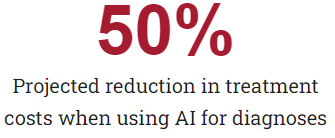 50%
Projected reduction in treatment
costs when using AI for diagnoses